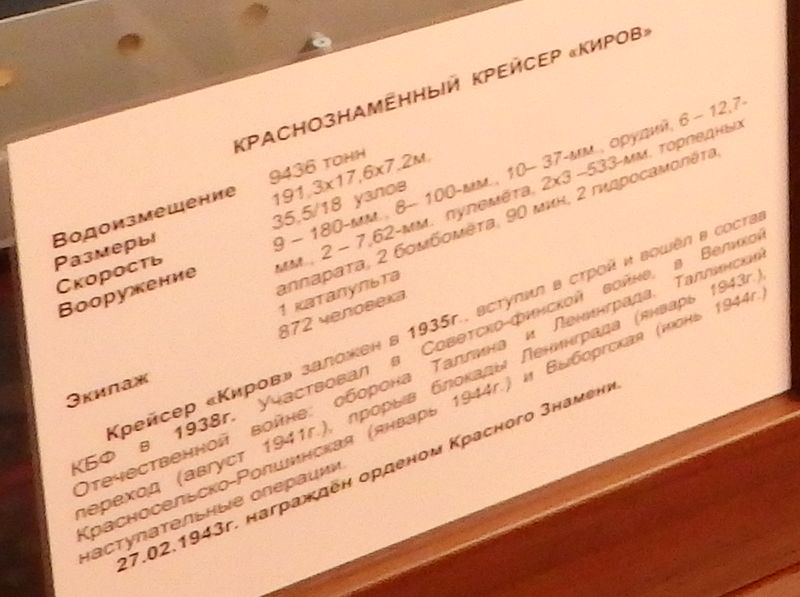 КРАСНОЗНАМЁННЫЙ КРЕЙСЕР «КИРОВ»
Водоизмещение 9436 тонн
Размеры 191,3х17,6х7,2м.
Скорость 35,5/18 узлов
Вооружение 9 – 180-мм., 8– 100-мм., 10– 37-мм., орудий, 6 – 12,7-
мм., 2 – 7,62-мм. пулемёта, 2х3 –533-мм. торпедных
аппарата, 2 бомбомёта, 90 мин, 2 гидросамолёта,
1 катапульта
Экипаж 872 человека
Крейсер «Киров» заложен в 1935г., вступил в строй и вошёл в состав
КБФ в 1938г. Участвовал в Советско-финской войне, в Великой
Отечественной войне: оборона Таллина и Ленинграда, Таллинский
переход (август 1941г.), прорыв блокады Ленинграда (январь 1943г.),
Красносельско-Ропшинская (январь 1944г.) и Выборгская (июнь 1944г.)
наступательные операции.
27.02.1943г. награждён орденом Красного Знамени.